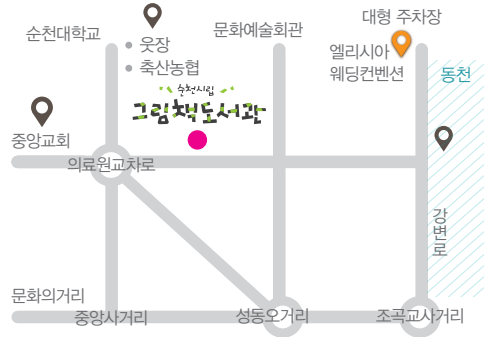 대형 주차장
순천대학교
문화예술회관
웃장
축산농협
엘리시아
웨딩컨벤션
동천
순천시립
그림책도서관
중앙교회
의료원교차로
강변로
문화의거리
중앙사거리
성동오거리
조곡교사거리